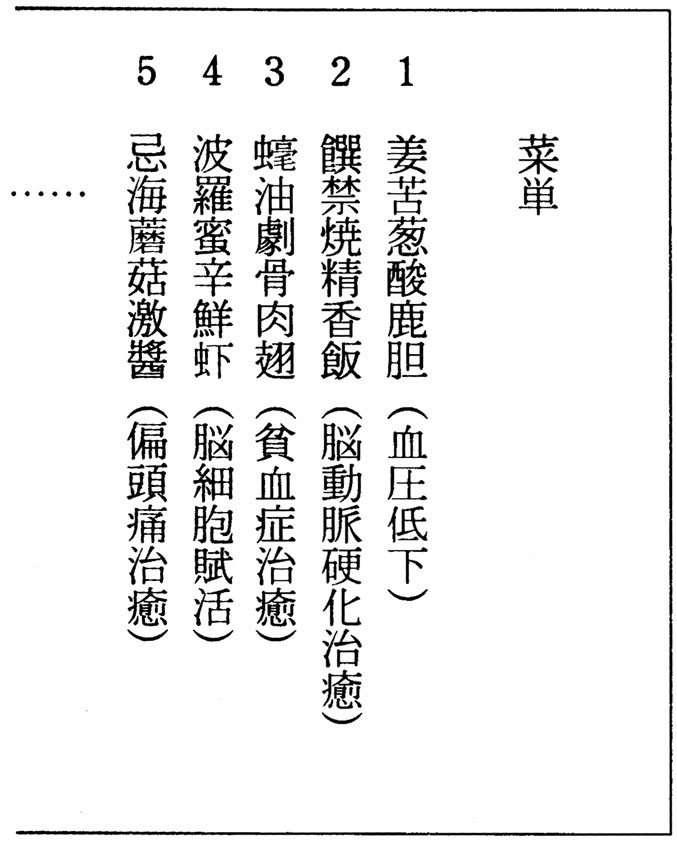 菜単
1 姜苦葱酸鹿胆(血圧低下)
2 饌禁焼精香飯(脳動脈硬化治癒)
3 蠔油劇骨肉翅(貧血症治癒)
4 波羅蜜辛鮮虾(脳細胞賦活)
5 忌海蘑菇激醬(偏頭痛治癒)
……